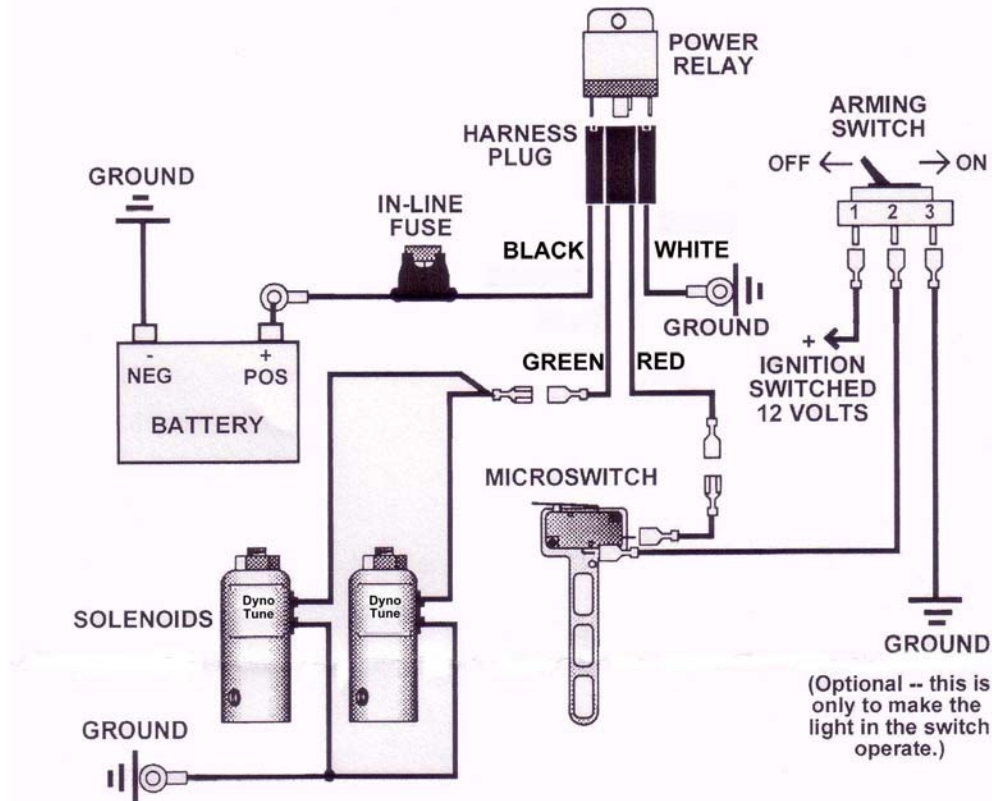 POWER
RELAY
ARMING
SWITCH
HARNESS
PLUG
OFF
ON
GROUND
IN-LINE
FUSE
1 2 3
BLACK
WHITE
GROUND
- +
NEG POS
BATTERY
GREEN
RED
+
IGNITION
SWITCHED
12 VOLTS
MICROSWITCH
SOLENOIDS
Dyno
Tune
Dyno
Tune
GROUND
(Optional -- this is
only to make the
light in the switch
operate.)
GROUND